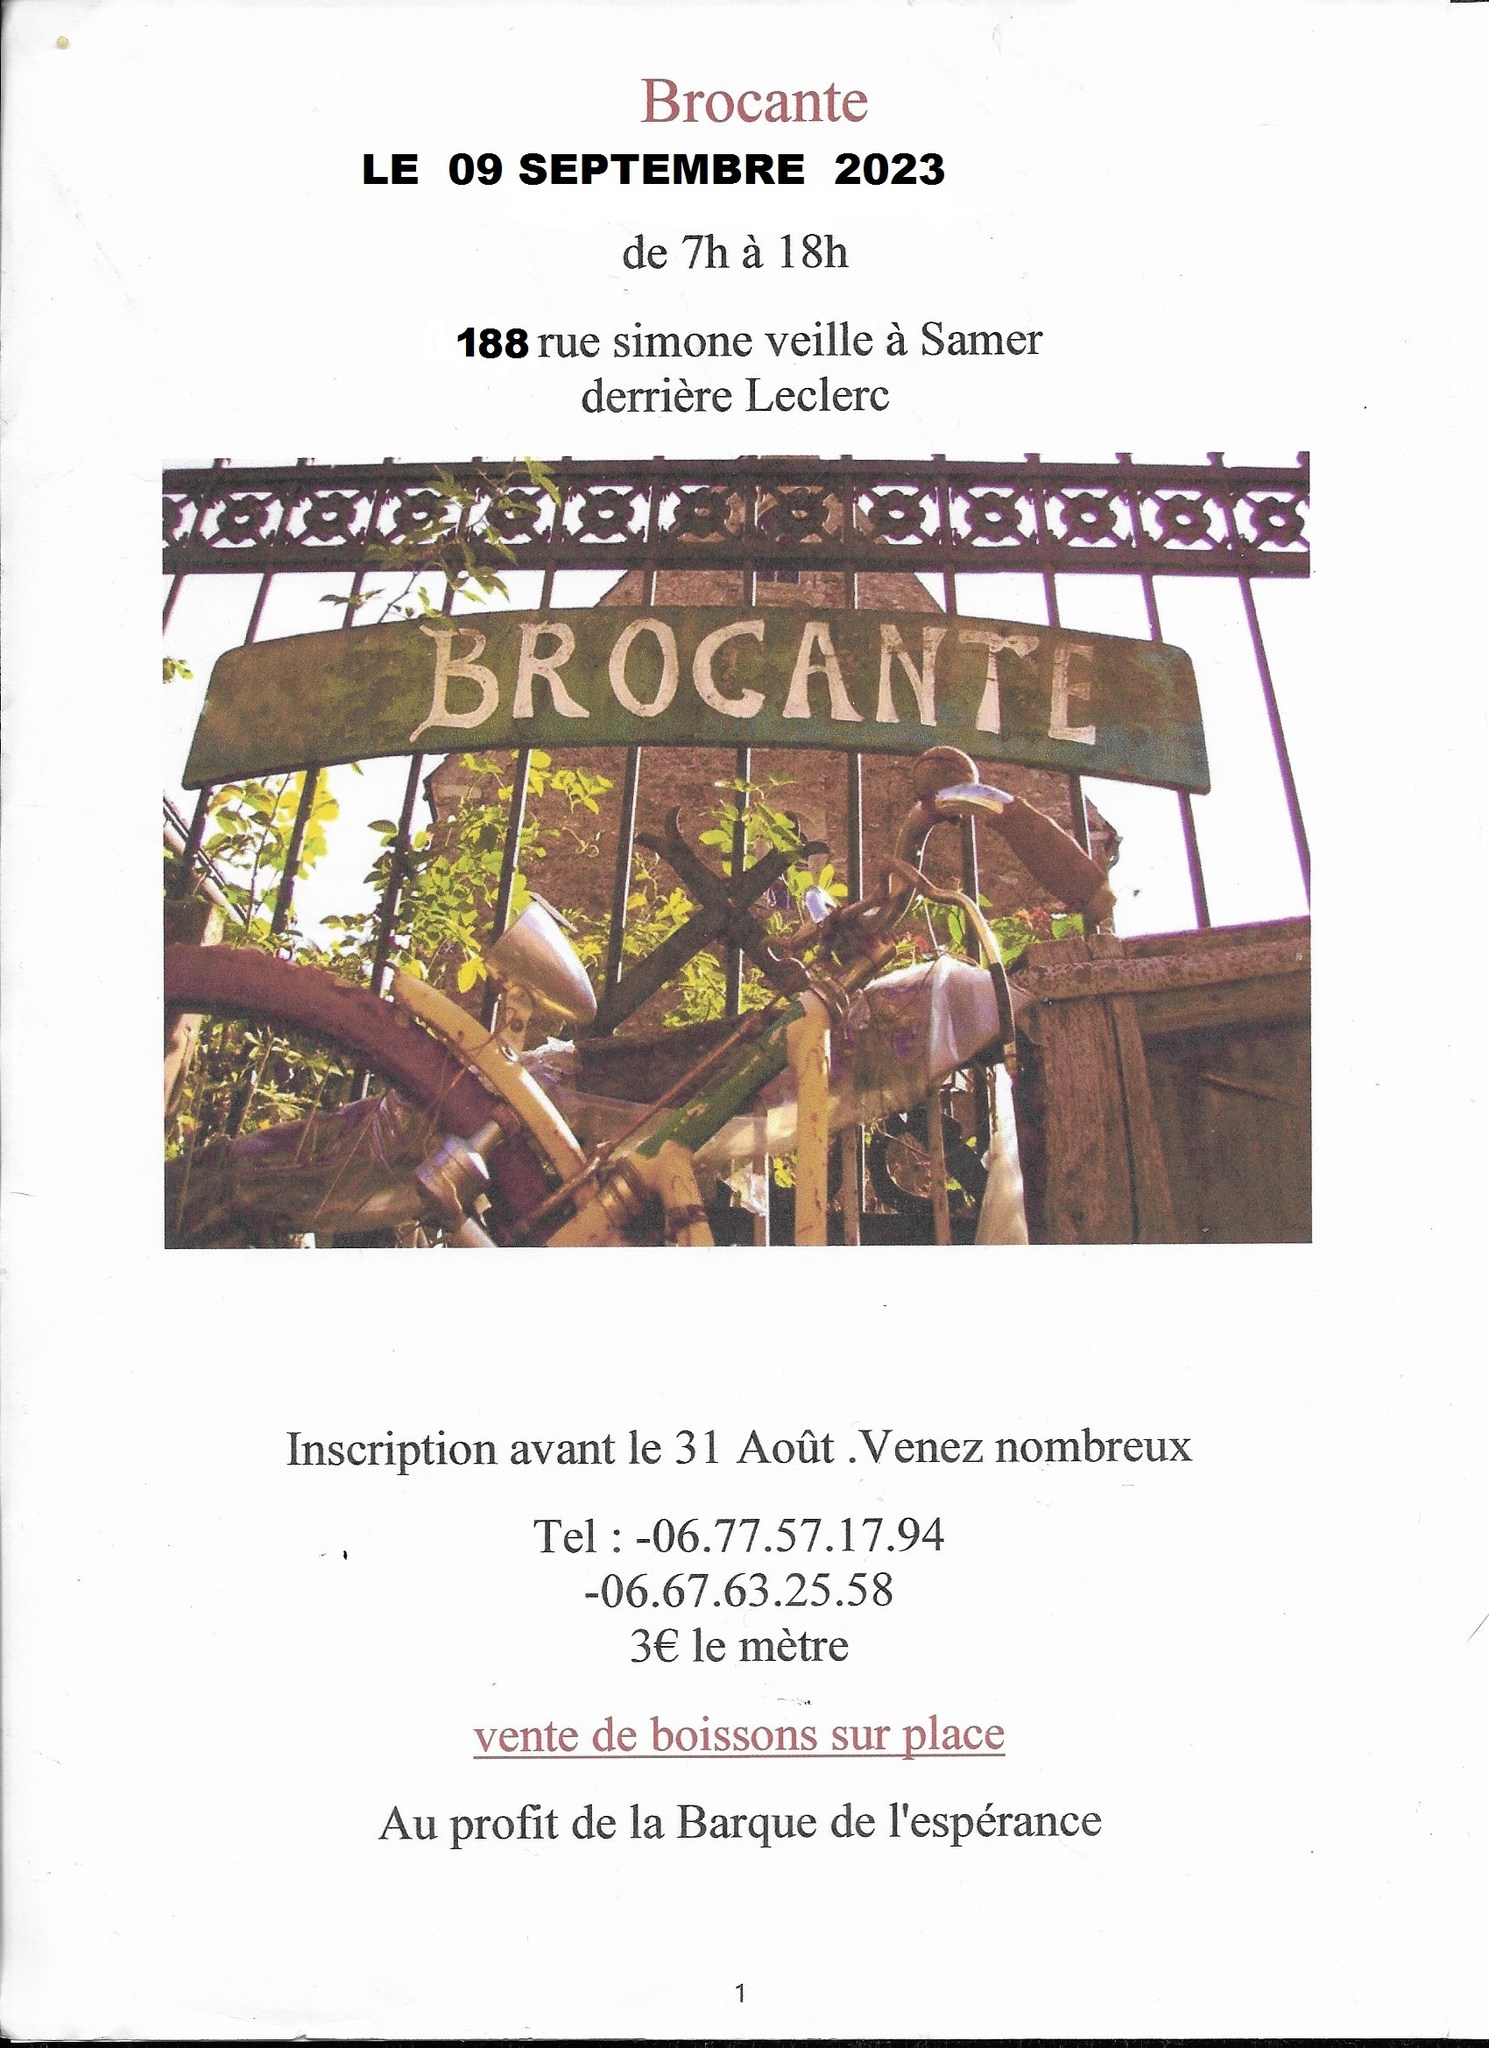 Brocante
LE 09 SEPTEMBRE 2023
de 7h à 18h
188 rue simone veille à Samer
derrière Leclerc
BROCANTE
Inscription avant le 31 Août .Venez nombreux
Tel : -06.77.57.17.94
-06.67.63.25.58
3€ le mètre
vente de boissons sur place
Au profit de la Barque de l'espérance
1